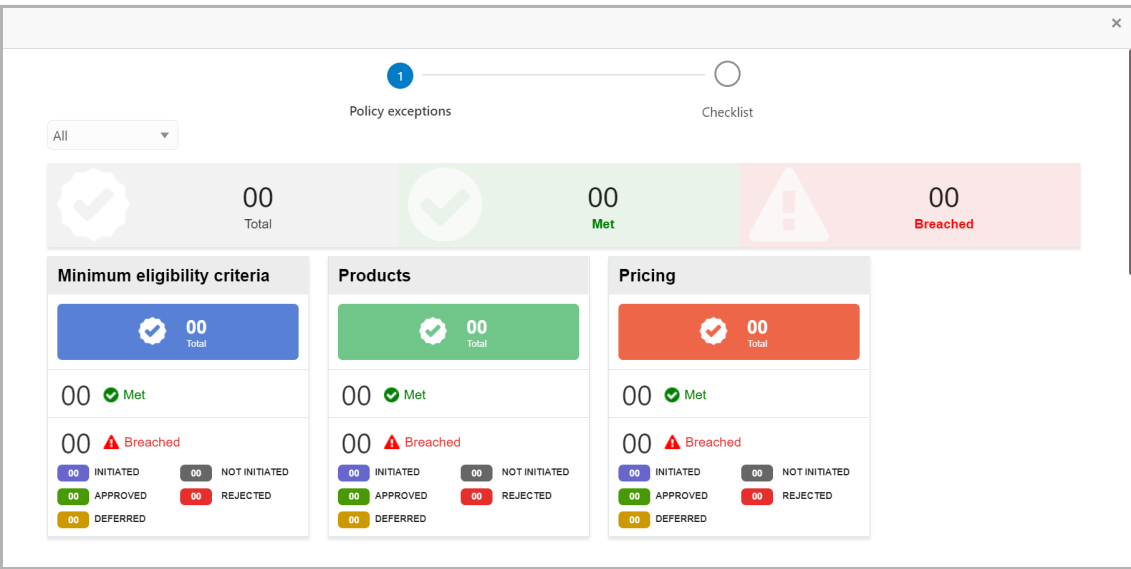 ×
1
Policy exceptions Checklist
All
00 00 00
Total Met Breached
Minimum eligibility criteria Products Pricing
00 00 00
Total Total Total
00 Met 00 Met 00 Met
00 Breached 00 Breached 00 Breached
00 INITIATED 00 NOT INITIATED 00 INITIATED 00 NOT INITIATED 00 INITIATED 00 NOT INITIATED
00 APPROVED 00 REJECTED 00 APPROVED 00 REJECTED 00 APPROVED 00 REJECTED
00 DEFERRED 00 DEFERRED 00 DEFERRED